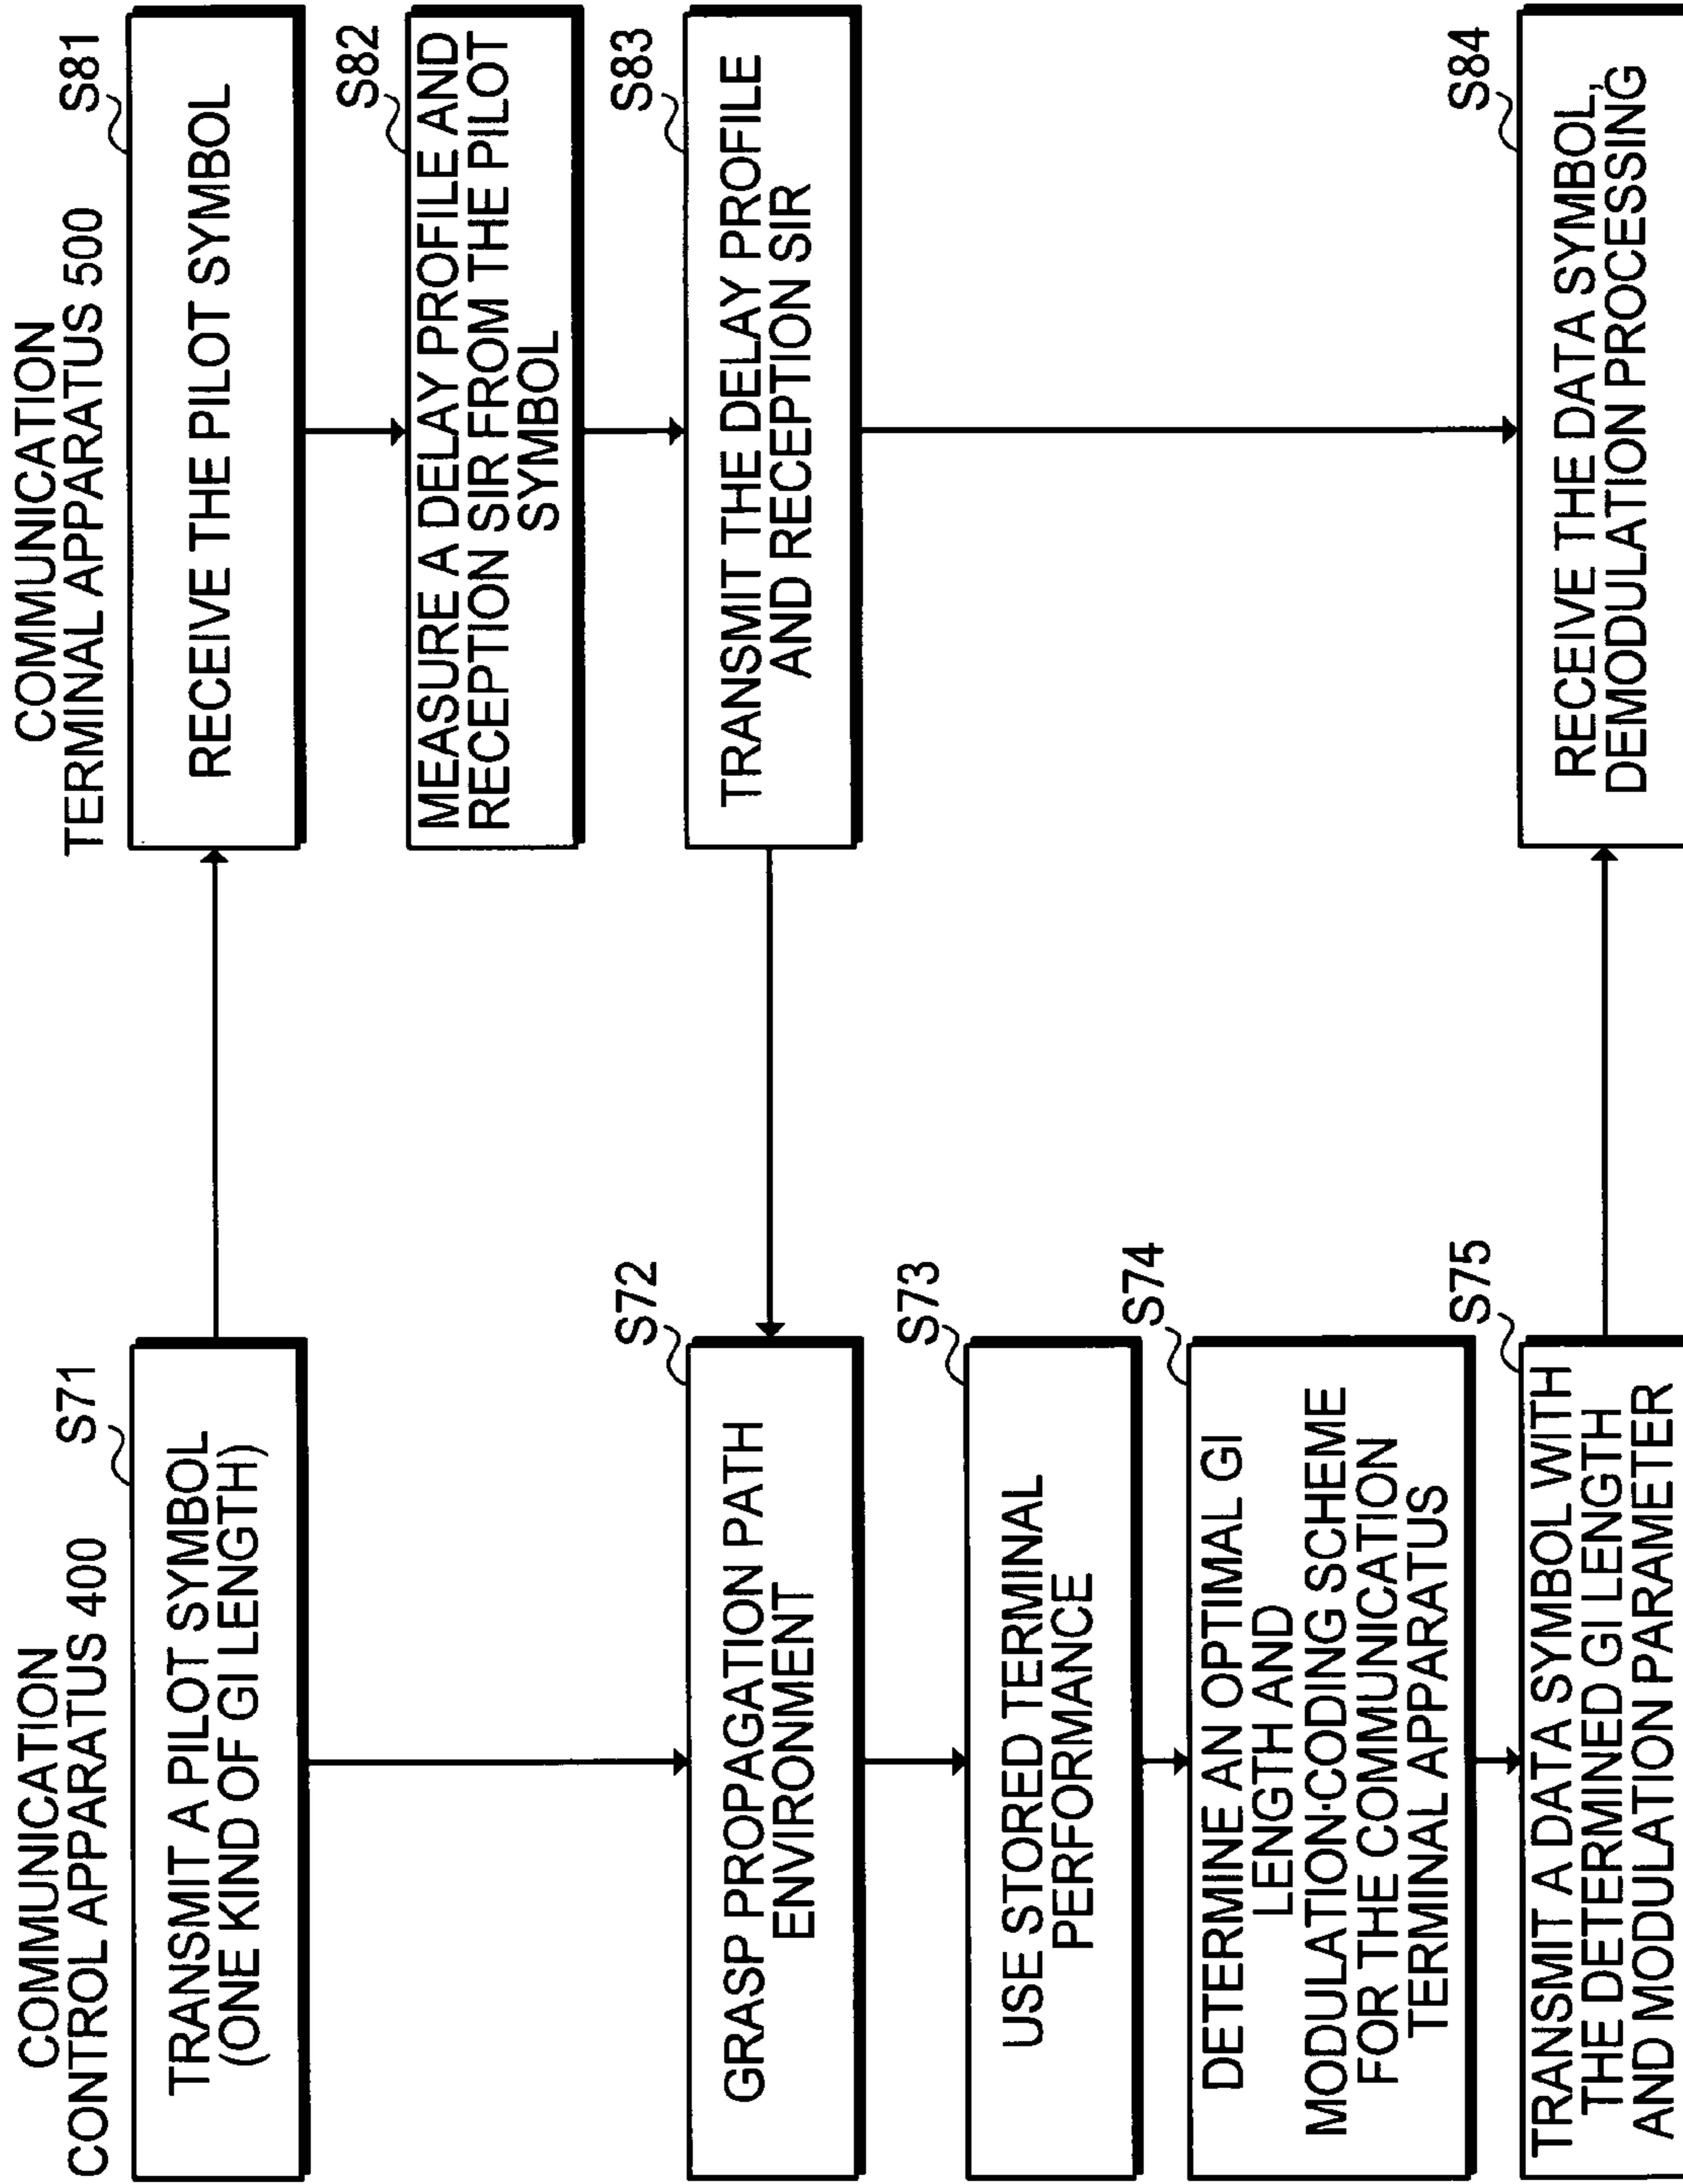 COMMUNICATION
CONTROL APPARATUS 400
S71
TRANSMIT A PILOT SYMBOL
(ONE KIND OF GI LENGTH)
S72
GRASP PROPAGATION PATH
ENVIRONMENT
S73
USE STORED TERMINAL
PERFORMANCE
S74
DETERMINE AN OPTIMAL GI
LENGTH AND
MODULATION·CODING SCHEME
FOR THE COMMUNICATION
TERMINAL APPARATUS
S75
TRANSMIT A DATA SYMBOL WITH
THE DETERMINED GI LENGTH
AND MODULATION PARAMETER
COMMUNICATION
TERMINAL APPARATUS 500
S81
RECEIVE THE PILOT SYMBOL
S82
MEASURE A DELAY PROFILE AND
RECEPTION SIR FROM THE PILOT
SYMBOL
S83
TRANSMIT THE DELAY PROFILE
AND RECEPTION SIR
S84
RECEIVE THE DATA SYMBOL,
DEMODULATION PROCESSING